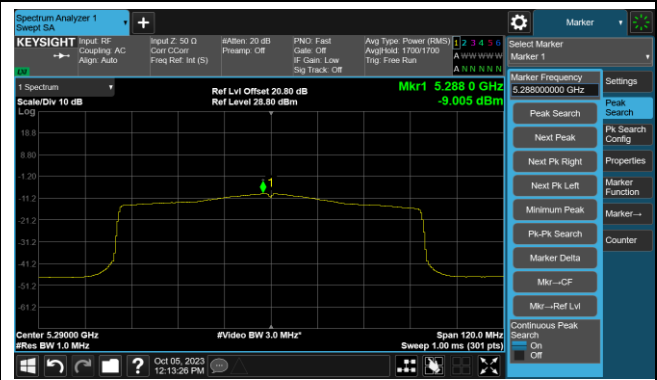 Spectrum Analyzer 1
Swept SA
+
Marker
KEYSIGHT
Input: RF
Coupling: AC
Align: Auto
Input Z: 50 Ω
Corr CCorr
Freq Ref: Int (S)
#Atten: 20 dB
Preamp: Off
PNO: Fast
Gate: Off
IF Gain: Low
Sig Track: Off
Avg Type: Power (RMS)
Avg|Hold: 1700/1700
Trig: Free Run
1 2 3 4 5 6
A W W W W W
A N N N N N
LXI
Select Marker
Marker 1
1 Spectrum
Scale/Div 10 dB
Log
Ref Lvl Offset 20.80 dB
Ref Level 28.80 dBm
Mkr1 5.288 0 GHz
-9.005 dBm
18.8
8.80
-1.20
-11.2
-21.2
-31.2
-41.2
-51.2
-61.2
1
Center 5.29000 GHz
#Res BW 1.0 MHz
#Video BW 3.0 MHz*
Span 120.0 MHz
Sweep 1.00 ms (301 pts)
Marker Frequency
5.288000000 GHz
Peak Search
Next Peak
Next Pk Right
Next Pk Left
Minimum Peak
Pk-Pk Search
Marker Delta
Mkr→CF
Mkr→Ref Lvl
Continuous Peak
Search
On
Off
Settings
Peak
Search
Pk Search
Config
Properties
Marker
Function
Marker→
Counter
?
Oct 05, 2023
12:13:26 PM